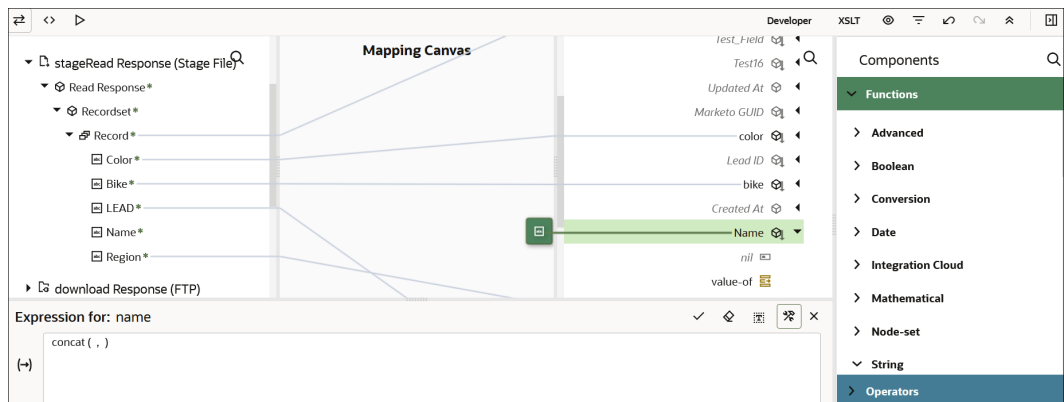 Developer XSLT
Mapping Canvas
stageRead Response (Stage File)
Read Response*
Recordset*
Record*
Color*
Bike*
LEAD*
Name*
Region*
download Response (FTP)
Test_Field
Test16
Updated At
Marketo GUID
color
Lead ID
bike
Created At
Name
nil
value-of
Components
Functions
Advanced
Boolean
Conversion
Date
Integration Cloud
Mathematical
Node-set
String
Operators
Expression for: name
concat ( , )